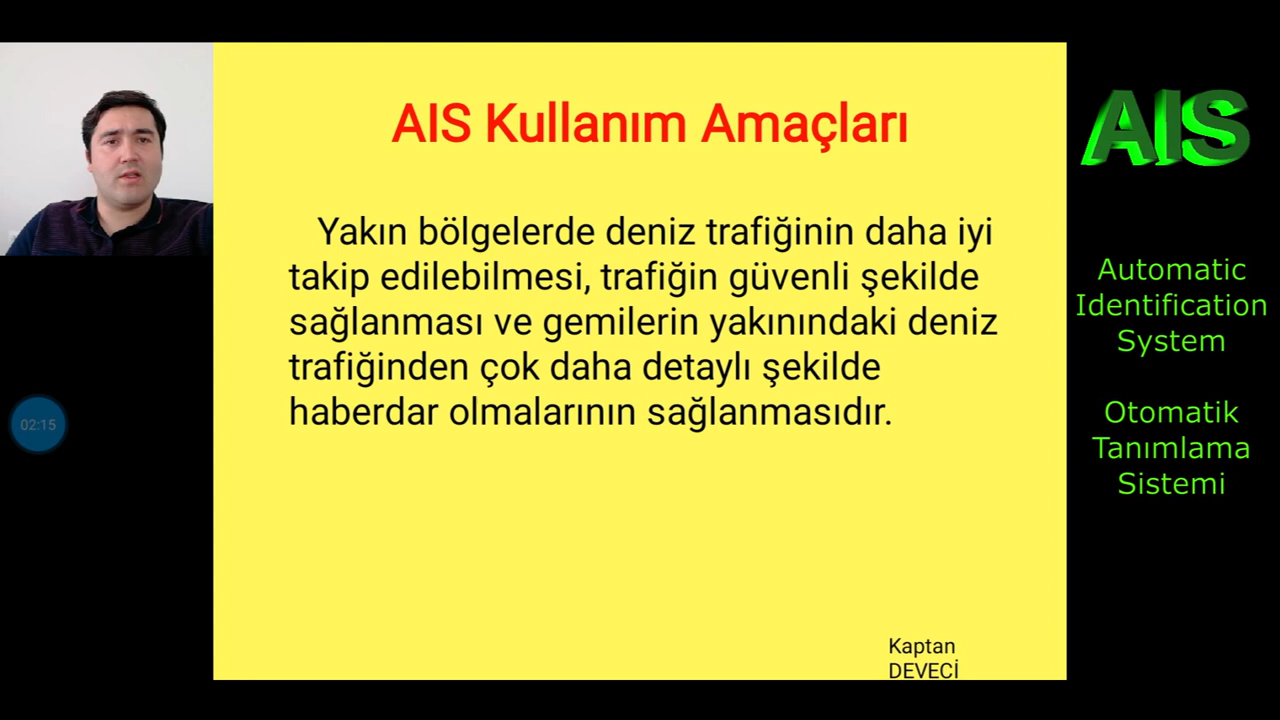 AIS Kullanım Amaçları
Yakın bölgelerde deniz trafiğinin daha iyi
takip edilebilmesi, trafiğin güvenli şekilde
sağlanması ve gemilerin yakınındaki deniz
trafiğinden çok daha detaylı şekilde
haberdar olmalarının sağlanmasıdır.
Kaptan
DEVECİ
AIS
Automatic
Identification
System
Otomatik
Tanımlama
Sistemi
02:15